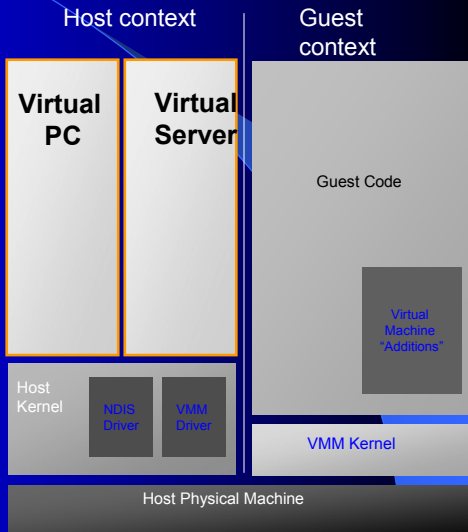 Host context
Guest
context
Virtual
PC
Virtual
Server
Guest Code
Virtual
Machine
“Additions”
Host
Kernel
NDIS
Driver
VMM
Driver
VMM Kernel
Host Physical Machine